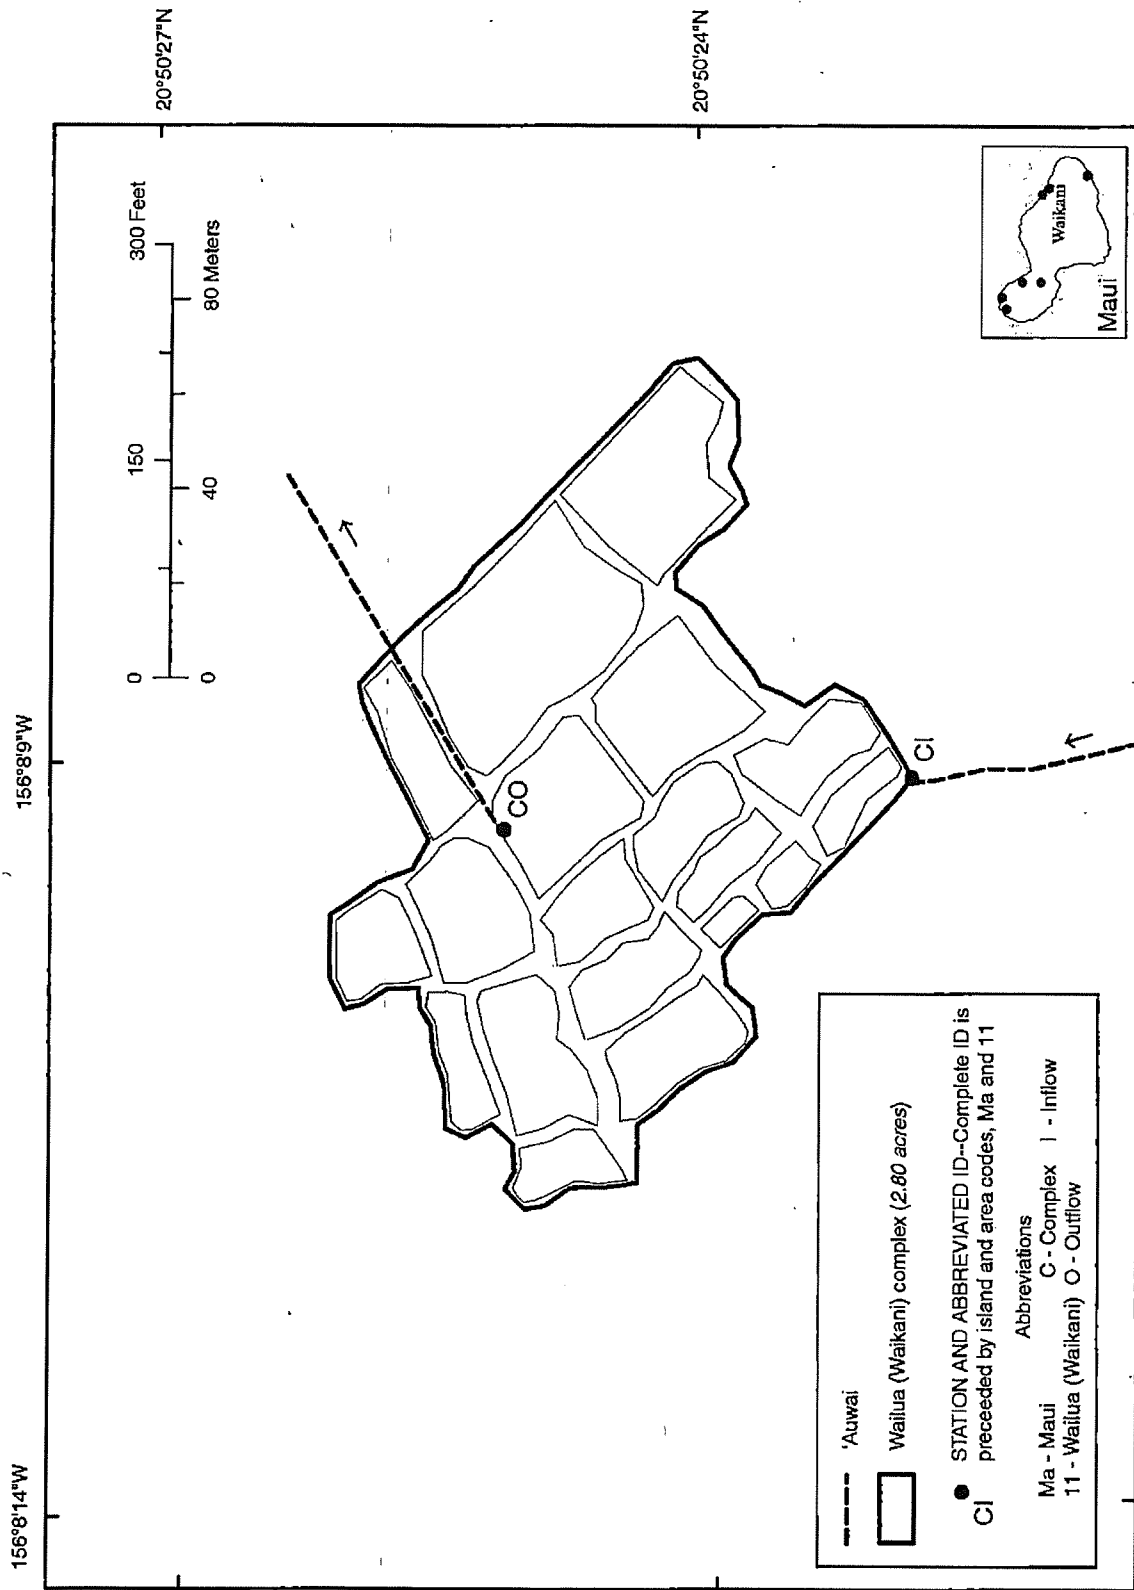 156°8'14"W
156°8'9"W
20°50'27"N
20°50'24"N
0 150 300 Feet
0 40 80 Meters
CO
CI
'Auwai
Wailua (Waikani) complex (2.80 acres)
CI STATION AND ABBREVIATED ID--Complete ID is
preceeded by island and area codes, Ma and 11
Abbreviations
Ma - Maui C - Complex I - Inflow
11 - Wailua (Waikani) O - Outflow
Waikani
Maui